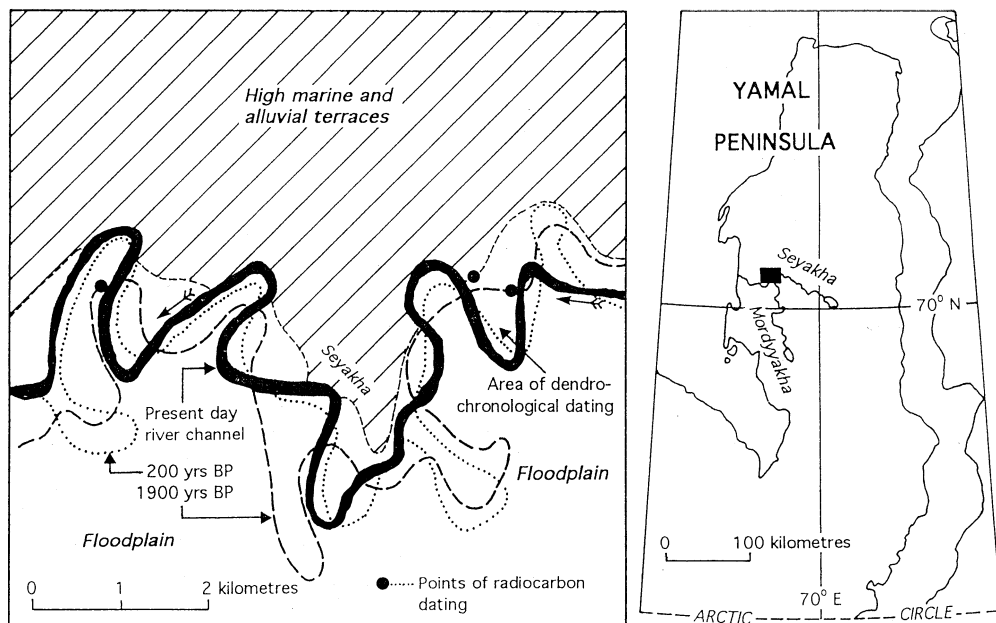 High marine and
alluvial terraces
Seyakha
Area of dendro-
chronological dating
Present day
river channel
200 yrs BP
1900 yrs BP
Floodplain
Floodplain
0 1 2 kilometres
Points of radiocarbon
dating
YAMAL
PENINSULA
Seyakha
70° N
Mordyyakha
0 100 kilometres
70° E
ARCTIC CIRCLE